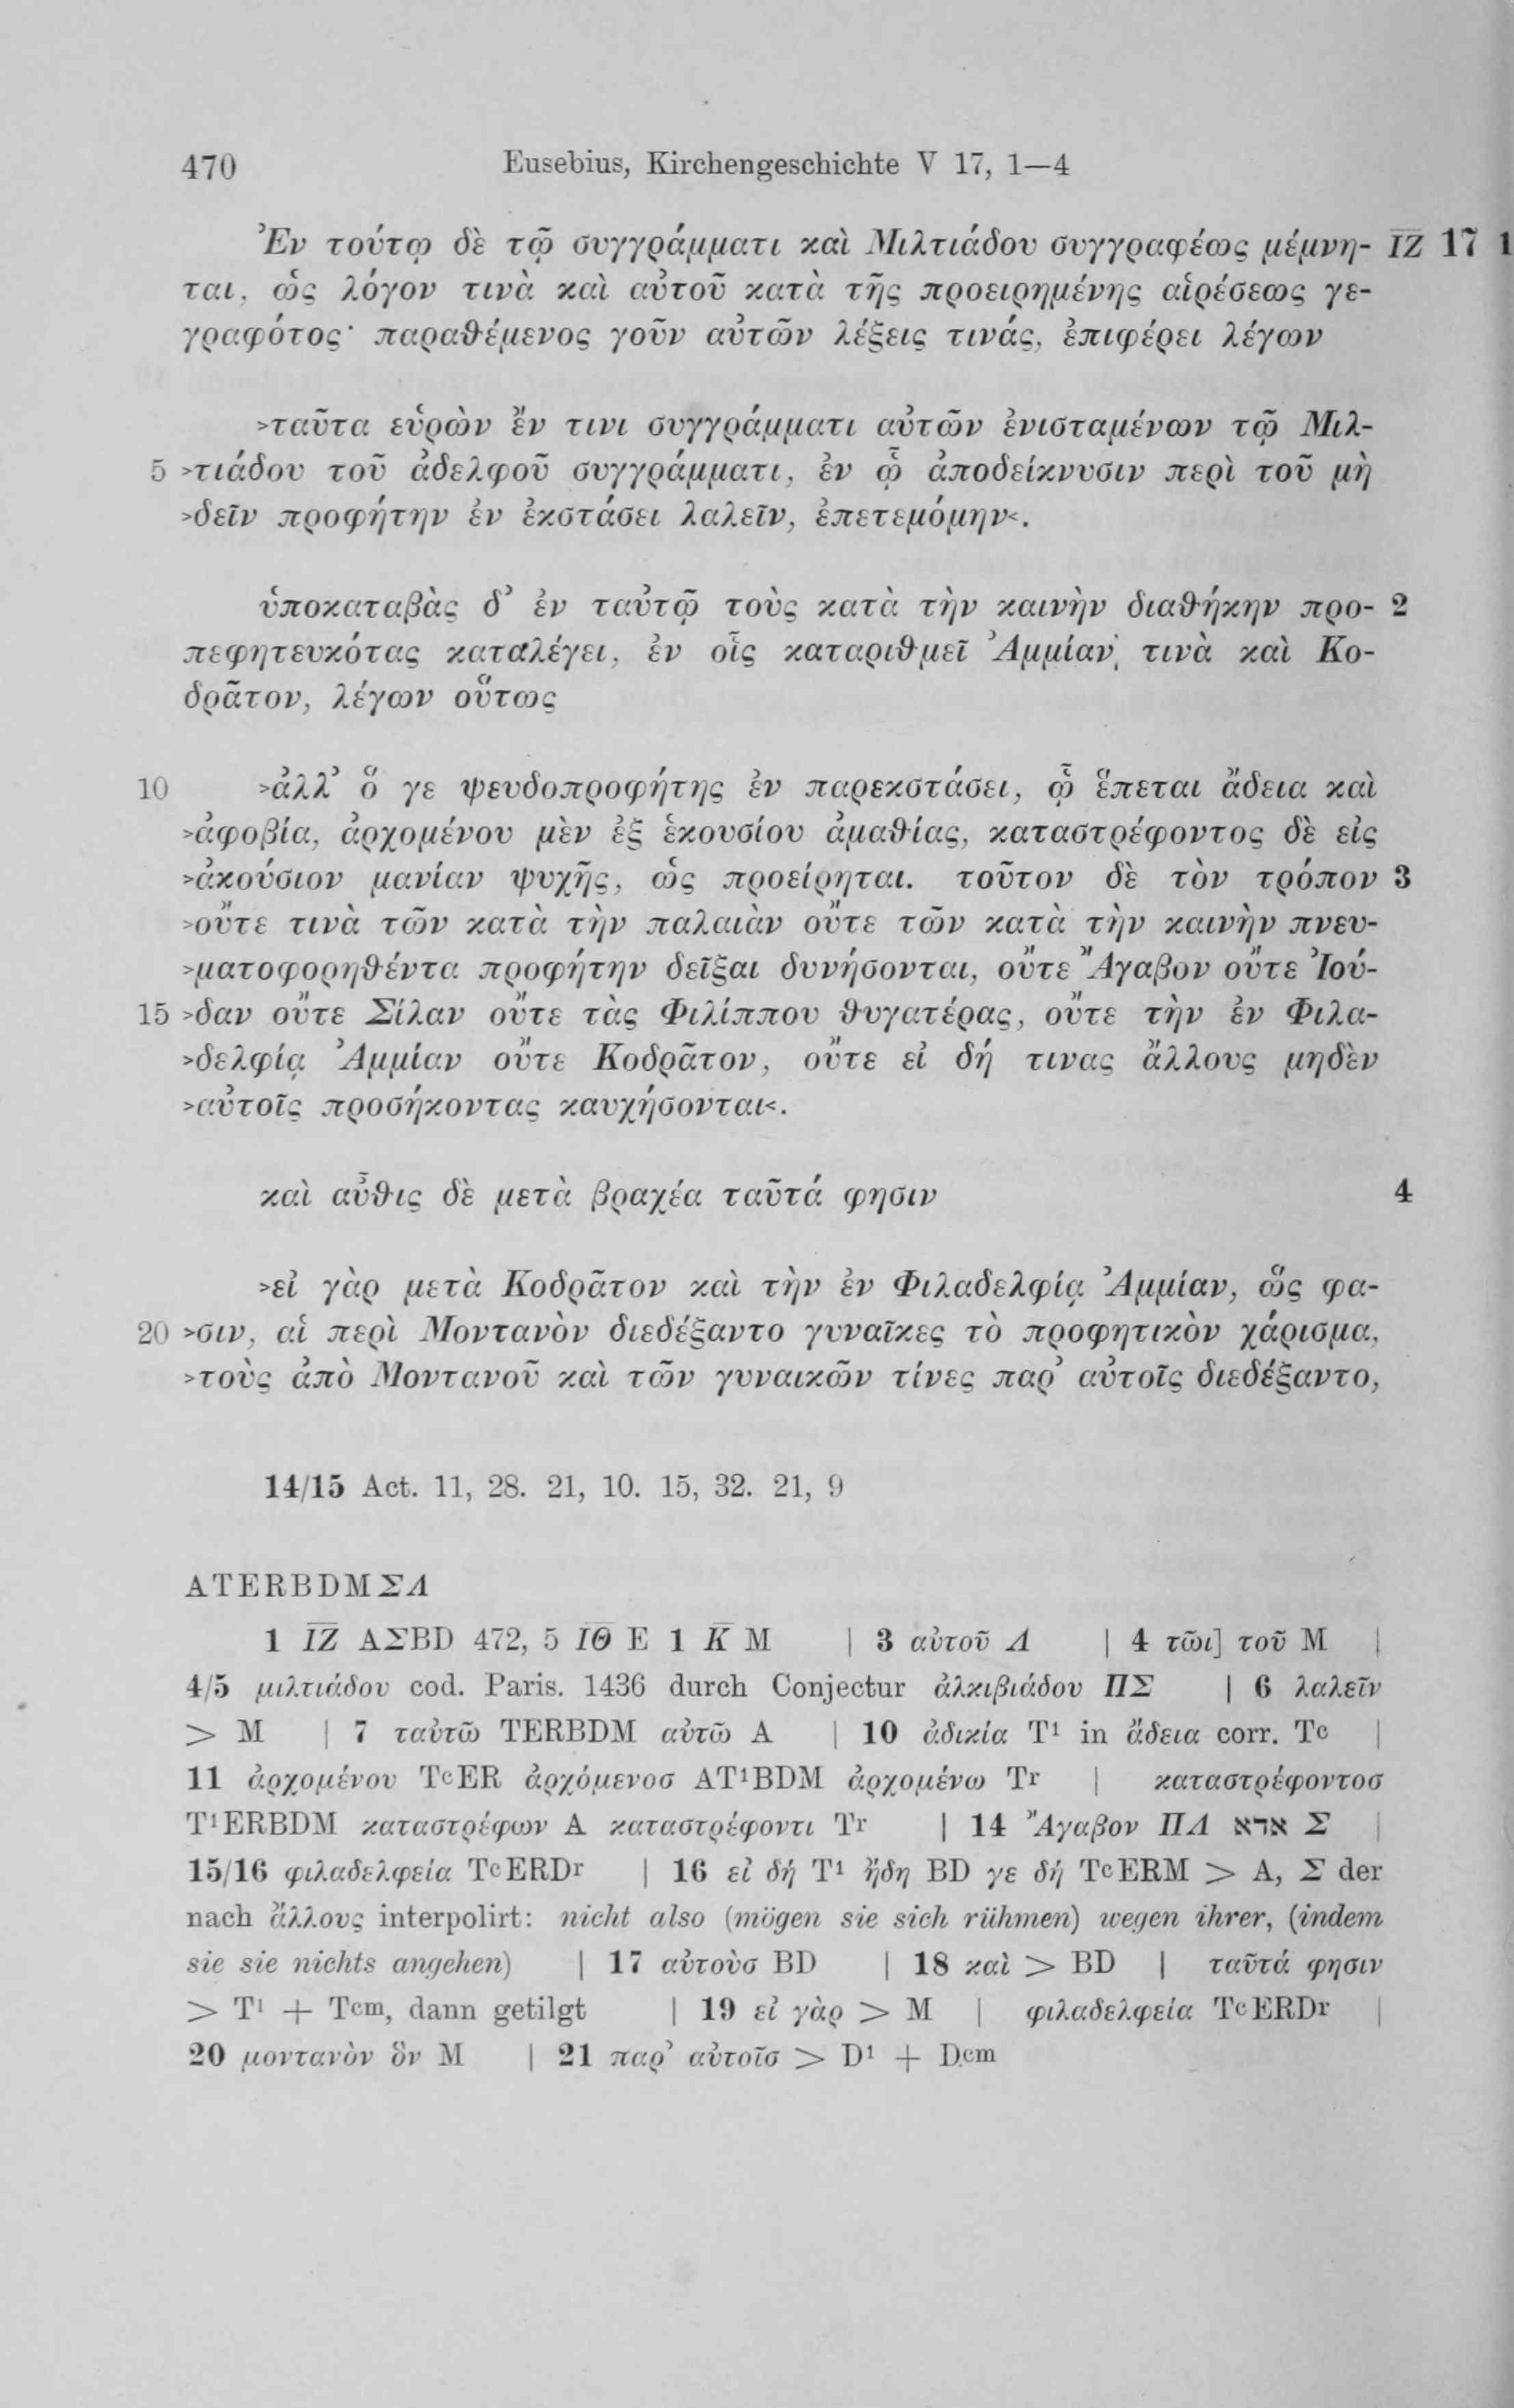 470 Eusebius, Kirchengeschichte V 17, 1—4
Ἐν τούτῳ δὲ τῷ συγγράμματι καὶ Μιλτιάδου συγγραφέως μέμνη- ΙΖ 17 1
ται, ὡς λόγον τινὰ καὶ αὐτοῦ κατὰ τῆς προειρημένης αἱρέσεως γε-
γραφότος· παραθέμενος γοῦν αὐτῶν λέξεις τινάς, ἐπιφέρει λέγων
>ταῦτα εὑρὼν ἔν τινι συγγράμματι αὐτῶν ἐνισταμένων τῷ Μιλ-
5 >τιάδου τοῦ ἀδελφοῦ συγγράμματι, ἐν ᾧ ἀποδείκνυσιν περὶ τοῦ μὴ
>δεῖν προφήτην ἐν ἐκστάσει λαλεῖν, ἐπετεμόμην<.
ὑποκαταβὰς δ’ ἐν ταὐτῷ τοὺς κατὰ τὴν καινὴν διαθήκην προ- 2
πεφητευκότας καταλέγει, ἐν οἷς καταριθμεῖ Ἀμμίαν τινὰ καὶ Κο-
δρᾶτον, λέγων οὕτως
10 >ἀλλ’ ὅ γε ψευδοπροφήτης ἐν παρεκστάσει, ᾧ ἕπεται ἄδεια καὶ
>ἀφοβία, ἀρχομένου μὲν ἐξ ἑκουσίου ἀμαθίας, καταστρέφοντος δὲ εἰς
>ἀκούσιον μανίαν ψυχῆς, ὡς προείρηται. τοῦτον δὲ τὸν τρόπον 3
>οὔτε τινὰ τῶν κατὰ τὴν παλαιὰν οὔτε τῶν κατὰ τὴν καινὴν πνευ-
>ματοφορηθέντα προφήτην δεῖξαι δυνήσονται, οὔτε Ἄγαβον οὔτε Ἰού-
15 >δαν οὔτε Σίλαν οὔτε τὰς Φιλίππου θυγατέρας, οὔτε τὴν ἐν Φιλα-
>δελφίᾳ Ἀμμίαν οὔτε Κοδρᾶτον, οὔτε εἰ δή τινας ἄλλους μηδὲν
>αὐτοῖς προσήκοντας καυχήσονται<.
καὶ αὖθις δὲ μετὰ βραχέα ταῦτά φησιν 4
>εἰ γὰρ μετὰ Κοδρᾶτον καὶ τὴν ἐν Φιλαδελφίᾳ Ἀμμίαν, ὥς φα-
20 >σιν, αἱ περὶ Μοντανὸν διεδέξαντο γυναῖκες τὸ προφητικὸν χάρισμα,
>τοὺς ἀπὸ Μοντανοῦ καὶ τῶν γυναικῶν τίνες παρ’ αὐτοῖς διεδέξαντο,
14/15 Act. 11, 28. 21, 10. 15, 32. 21, 9
ATERBDMΣΛ
1 ΙΖ AΣBD 472, 5 ΙΘ E 1 Κ M | 3 αὐτοῦ Λ | 4 τῶι] τοῦ M |
4/5 μιλτιάδου cod. Paris. 1436 durch Conjectur ἀλκιβιάδου ΠΣ | 6 λαλεῖν
> M | 7 ταὐτῶ TERBDM αὐτῶ A | 10 ἀδικία T¹ in ἄδεια corr. Tᶜ |
11 ἀρχομένου TᶜER ἀρχόμενοσ AT¹BDM ἀρχομένω Tʳ | καταστρέφοντοσ
T¹ERBDM καταστρέφων A καταστρέφοντι Tʳ | 14 Ἄγαβον ΠΛ אדא Σ |
15/16 φιλαδελφεία TᶜERDʳ | 16 εἰ δή T¹ ἤδη BD γε δή TᶜERM > A, Σ der
nach ἄλλους interpolirt: nicht also (mögen sie sich rühmen) wegen ihrer, (indem
sie sie nichts angehen) | 17 αὐτοὺσ BD | 18 καὶ > BD | ταῦτά φησιν
> T¹ + Tᶜᵐ, dann getilgt | 19 εἰ γὰρ > M | φιλαδελφεία TᶜERDʳ |
20 μοντανὸν ὃν M | 21 παρ’ αὐτοῖσ > D¹ + Dᶜᵐ